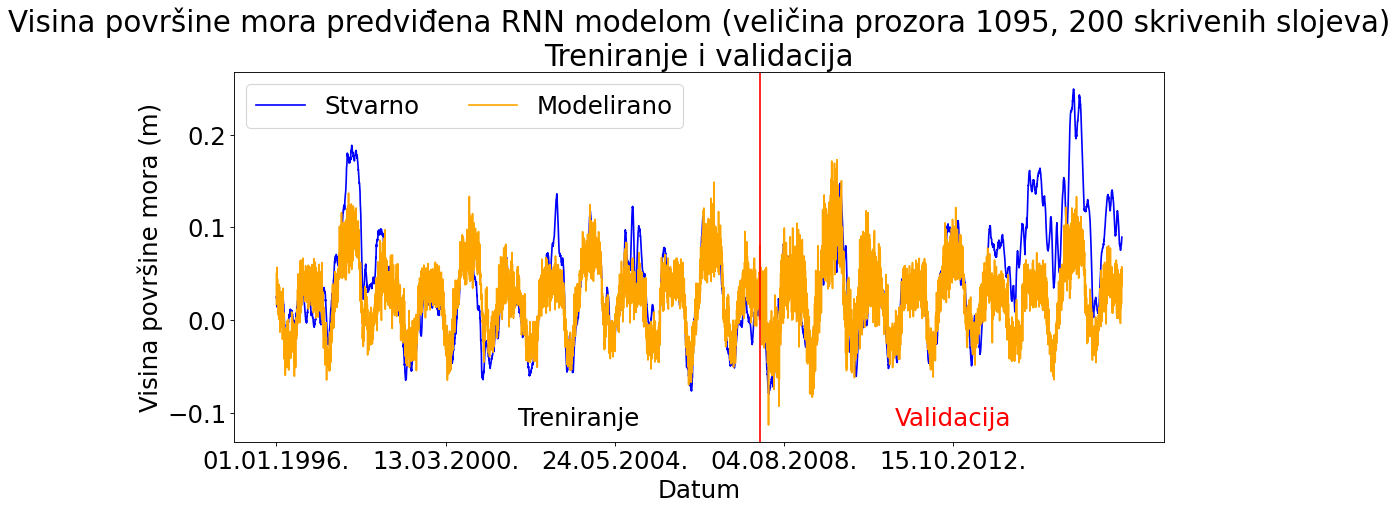 Visina površine mora predviđena RNN modelom (veličina prozora 1095, 200 skrivenih slojeva)
Treniranje i validacija
Stvarno
Modelirano
Visina površine mora (m)
0.2
0.1
0.0
−0.1
Treniranje
Validacija
01.01.1996.
13.03.2000.
24.05.2004.
04.08.2008.
15.10.2012.
Datum